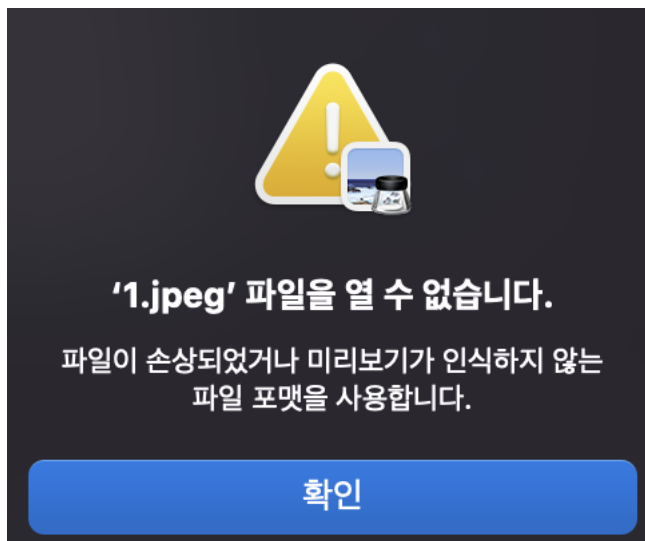 ‘1.jpeg’ 파일을 열 수 없습니다.
파일이 손상되었거나 미리보기가 인식하지 않는
파일 포맷을 사용합니다.
확인